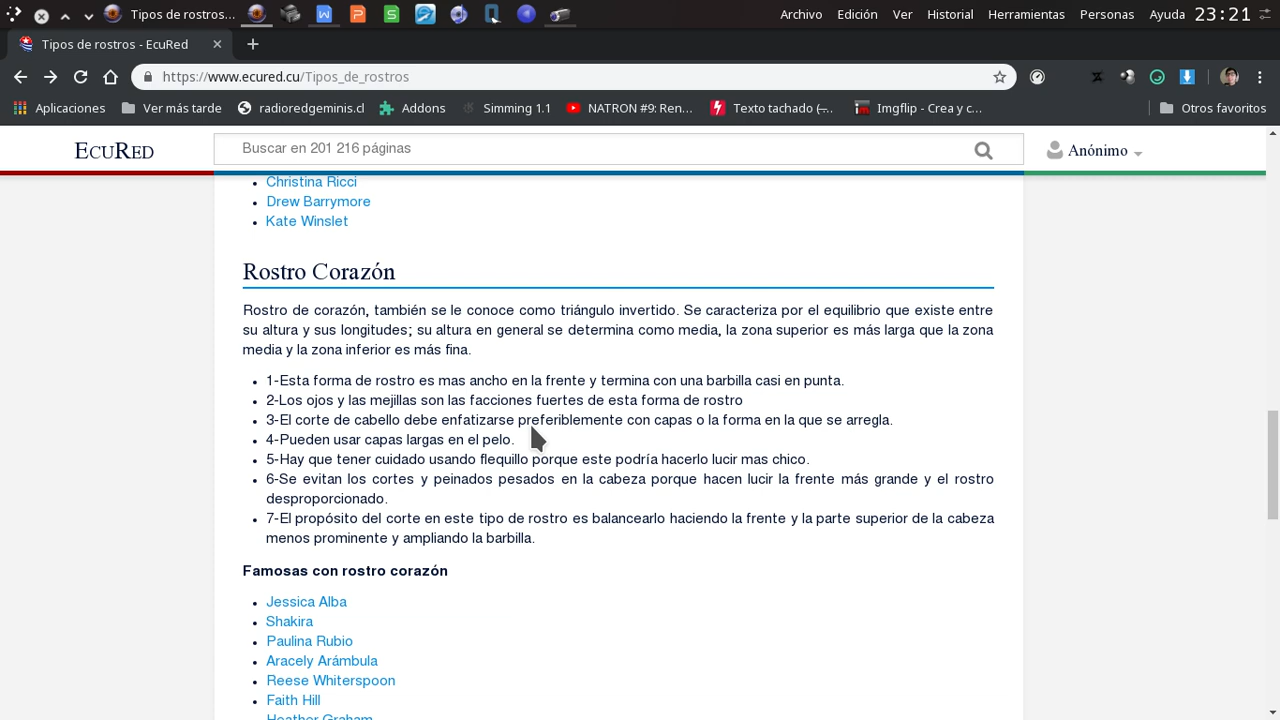 Tipos de rostros...
Archivo Edición Ver Historial Herramientas Personas Ayuda 23:21
Tipos de rostros - EcuRed
https://www.ecured.cu/Tipos_de_rostros
Aplicaciones Ver más tarde radioredgeminis.cl Addons Simming 1.1 NATRON #9: Ren... Texto tachado (... Imgflip - Crea y c... Otros favoritos
EcuRed Buscar en 201 216 páginas Anónimo
Christina Ricci
Drew Barrymore
Kate Winslet
Rostro Corazón
Rostro de corazón, también se le conoce como triángulo invertido. Se caracteriza por el equilibrio que existe entre
su altura y sus longitudes; su altura en general se determina como media, la zona superior es más larga que la zona
media y la zona inferior es más fina.
1-Esta forma de rostro es mas ancho en la frente y termina con una barbilla casi en punta.
2-Los ojos y las mejillas son las facciones fuertes de esta forma de rostro
3-El corte de cabello debe enfatizarse preferiblemente con capas o la forma en la que se arregla.
4-Pueden usar capas largas en el pelo.
5-Hay que tener cuidado usando flequillo porque este podría hacerlo lucir mas chico.
6-Se evitan los cortes y peinados pesados en la cabeza porque hacen lucir la frente más grande y el rostro
desproporcionado.
7-El propósito del corte en este tipo de rostro es balancearlo haciendo la frente y la parte superior de la cabeza
menos prominente y ampliando la barbilla.
Famosas con rostro corazón
Jessica Alba
Shakira
Paulina Rubio
Aracely Arámbula
Reese Whiterspoon
Faith Hill
Heather Graham